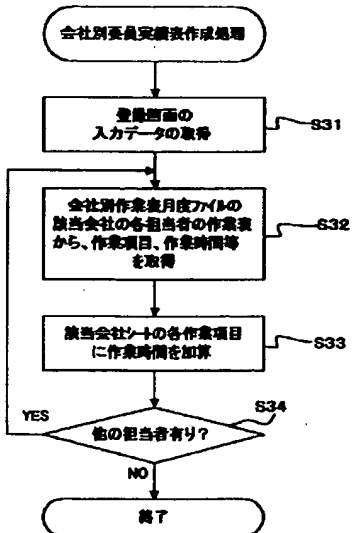 会社別要員実績表作成処理
登録画面の
入力データの取得
S31
会社別作業表月度ファイルの
該当会社の各担当者の作業表
から、作業項目、作業時間等
を取得
S32
該当会社シートの各作業項目
に作業時間を加算
S33
S34
YES
他の担当者有り？
NO
終了